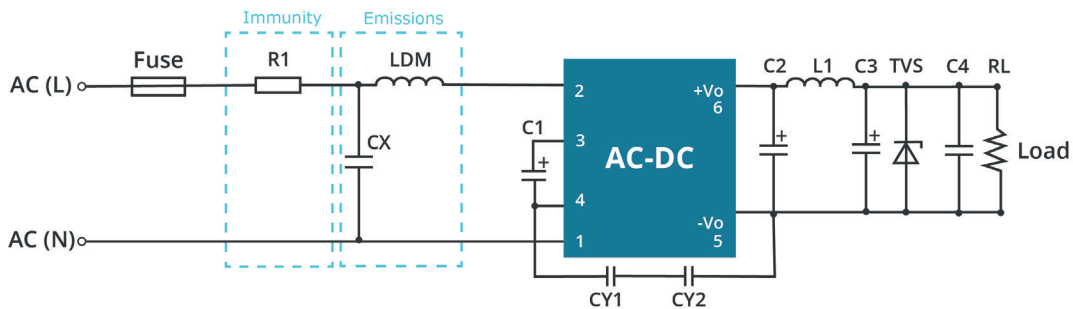 Immunity
Emissions
Fuse
R1
LDM
C2
L1
C3
TVS
C4
RL
AC (L)
2
+Vo
6
C1
3
CX
AC-DC
Load
+
+
+
4
AC (N)
1
-Vo
5
CY1
CY2